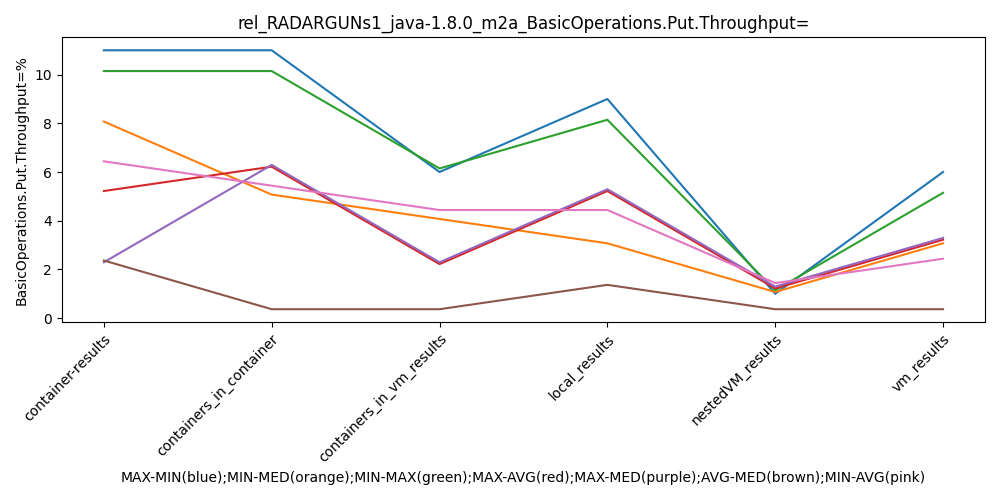 rel_RADARGUNs1_java-1.8.0_m2a_BasicOperations.Put.Throughput=
BasicOperations.Put.Throughput=%
10
8
6
4
2
0
container-results
containers_in_container
containers_in_vm_results
local_results
nestedVM_results
vm_results
MAX-MIN(blue);MIN-MED(orange);MIN-MAX(green);MAX-AVG(red);MAX-MED(purple);AVG-MED(brown);MIN-AVG(pink)